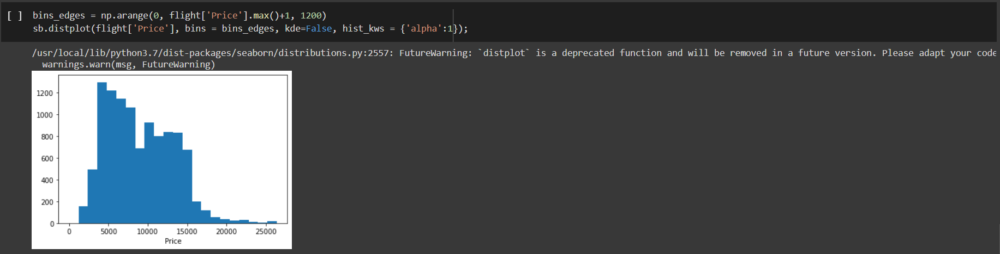 [ ] bins_edges = np.arange(0, flight['Price'].max()+1, 1200)
sb.distplot(flight['Price'], bins = bins_edges, kde=False, hist_kws = {'alpha':1});
/usr/local/lib/python3.7/dist-packages/seaborn/distributions.py:2557: FutureWarning: `distplot` is a deprecated function and will be removed in a future version. Please adapt your code
warnings.warn(msg, FutureWarning)
1200
1000
800
600
400
200
0
0 5000 10000 15000 20000 25000
Price